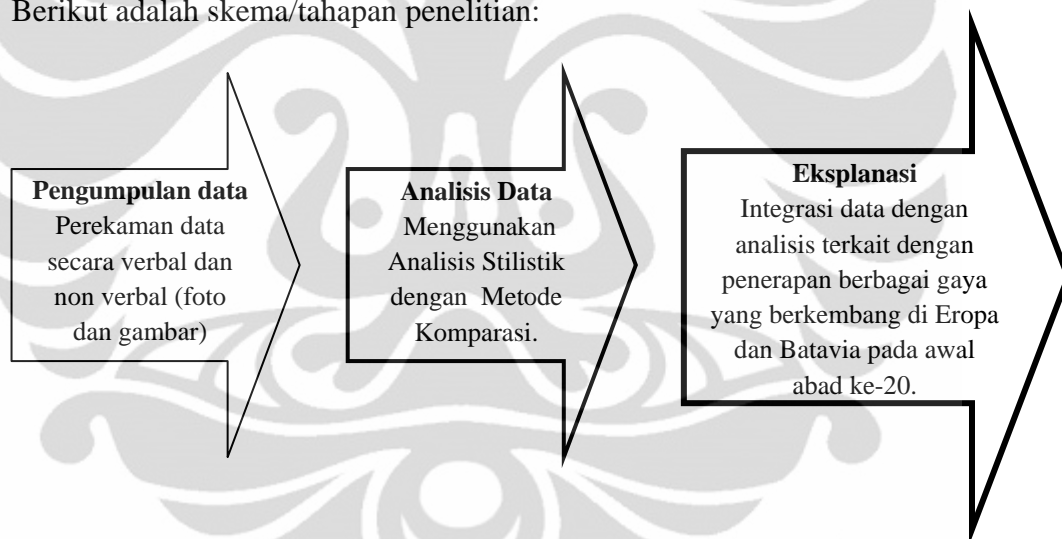 Berikut adalah skema/tahapan penelitian:
Pengumpulan data
Perekaman data
secara verbal dan
non verbal (foto
dan gambar)
Analisis Data
Menggunakan
Analisis Stilistik
dengan Metode
Komparasi.
Eksplanasi
Integrasi data dengan
analisis terkait dengan
penerapan berbagai gaya
yang berkembang di Eropa
dan Batavia pada awal
abad ke-20.